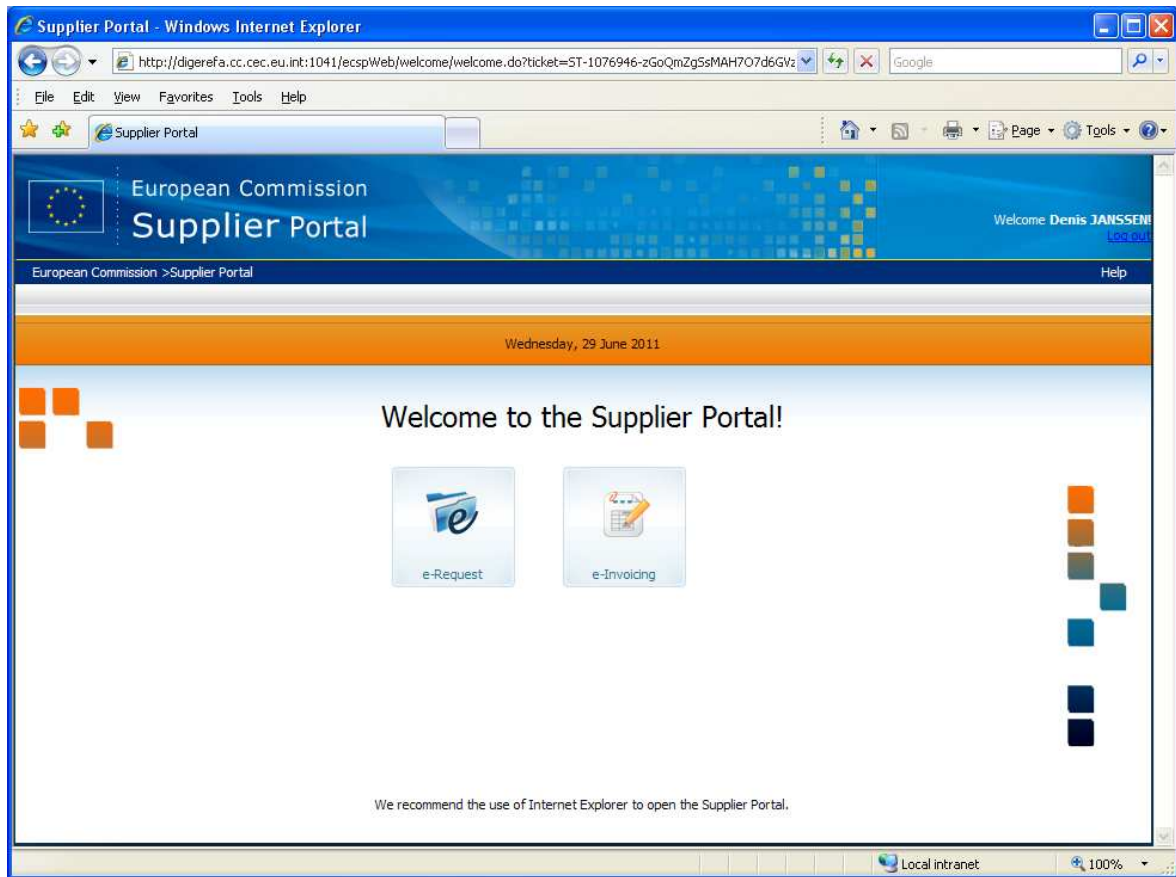 Supplier Portal - Windows Internet Explorer
http://digerefa.cc.cec.eu.int:1041/ecspWeb/welcome/welcome.do?ticket=ST-1076946-zGoQmZgSsMAH7O7d6GVz
Google
File Edit View Favorites Tools Help
Supplier Portal
Page Tools
European Commission
Supplier Portal
Welcome Denis JANSSEN!
Log out
European Commission >Supplier Portal
Help
Wednesday, 29 June 2011
Welcome to the Supplier Portal!
e-Request
e-Invoicing
We recommend the use of Internet Explorer to open the Supplier Portal.
Local intranet
100%